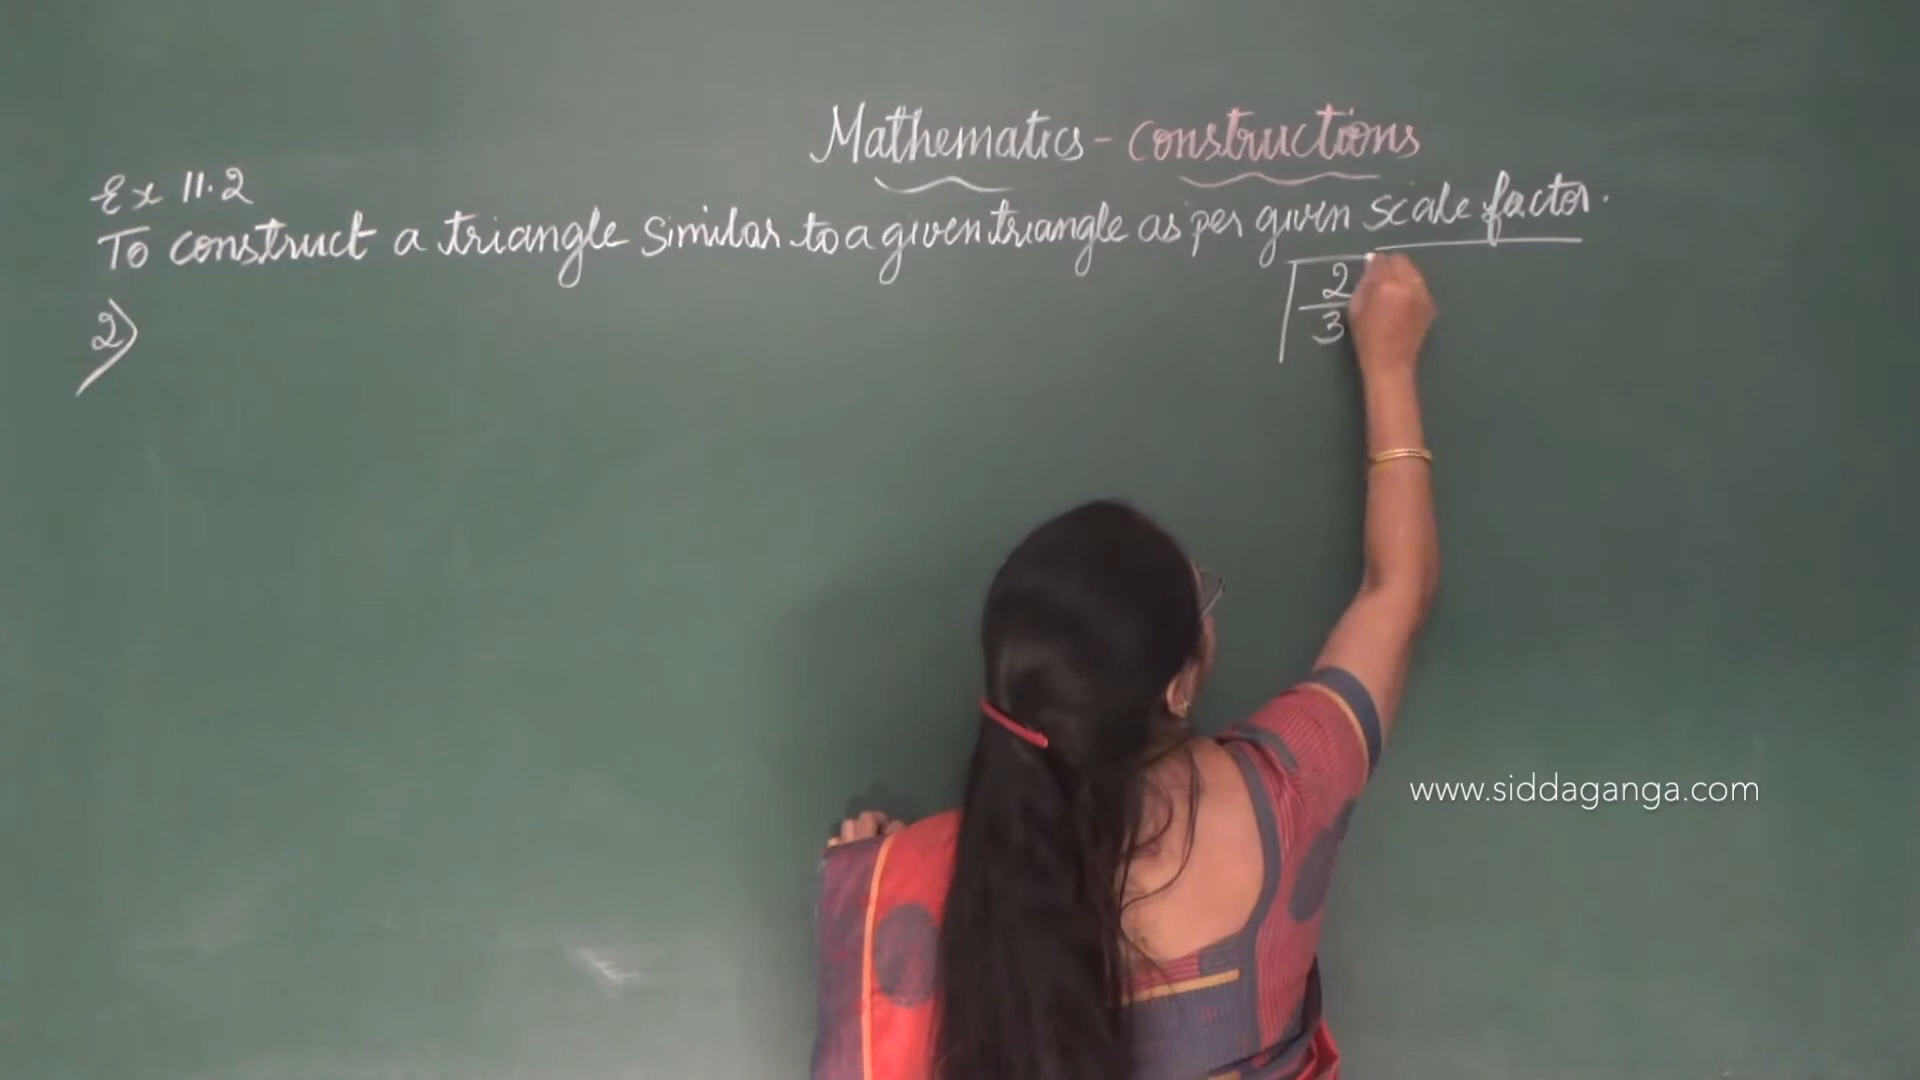 Mathematics - Constructions
Ex 11.2
To construct a triangle similar to a given triangle as per given scale factor.
2)
2
3
www.siddaganga.com